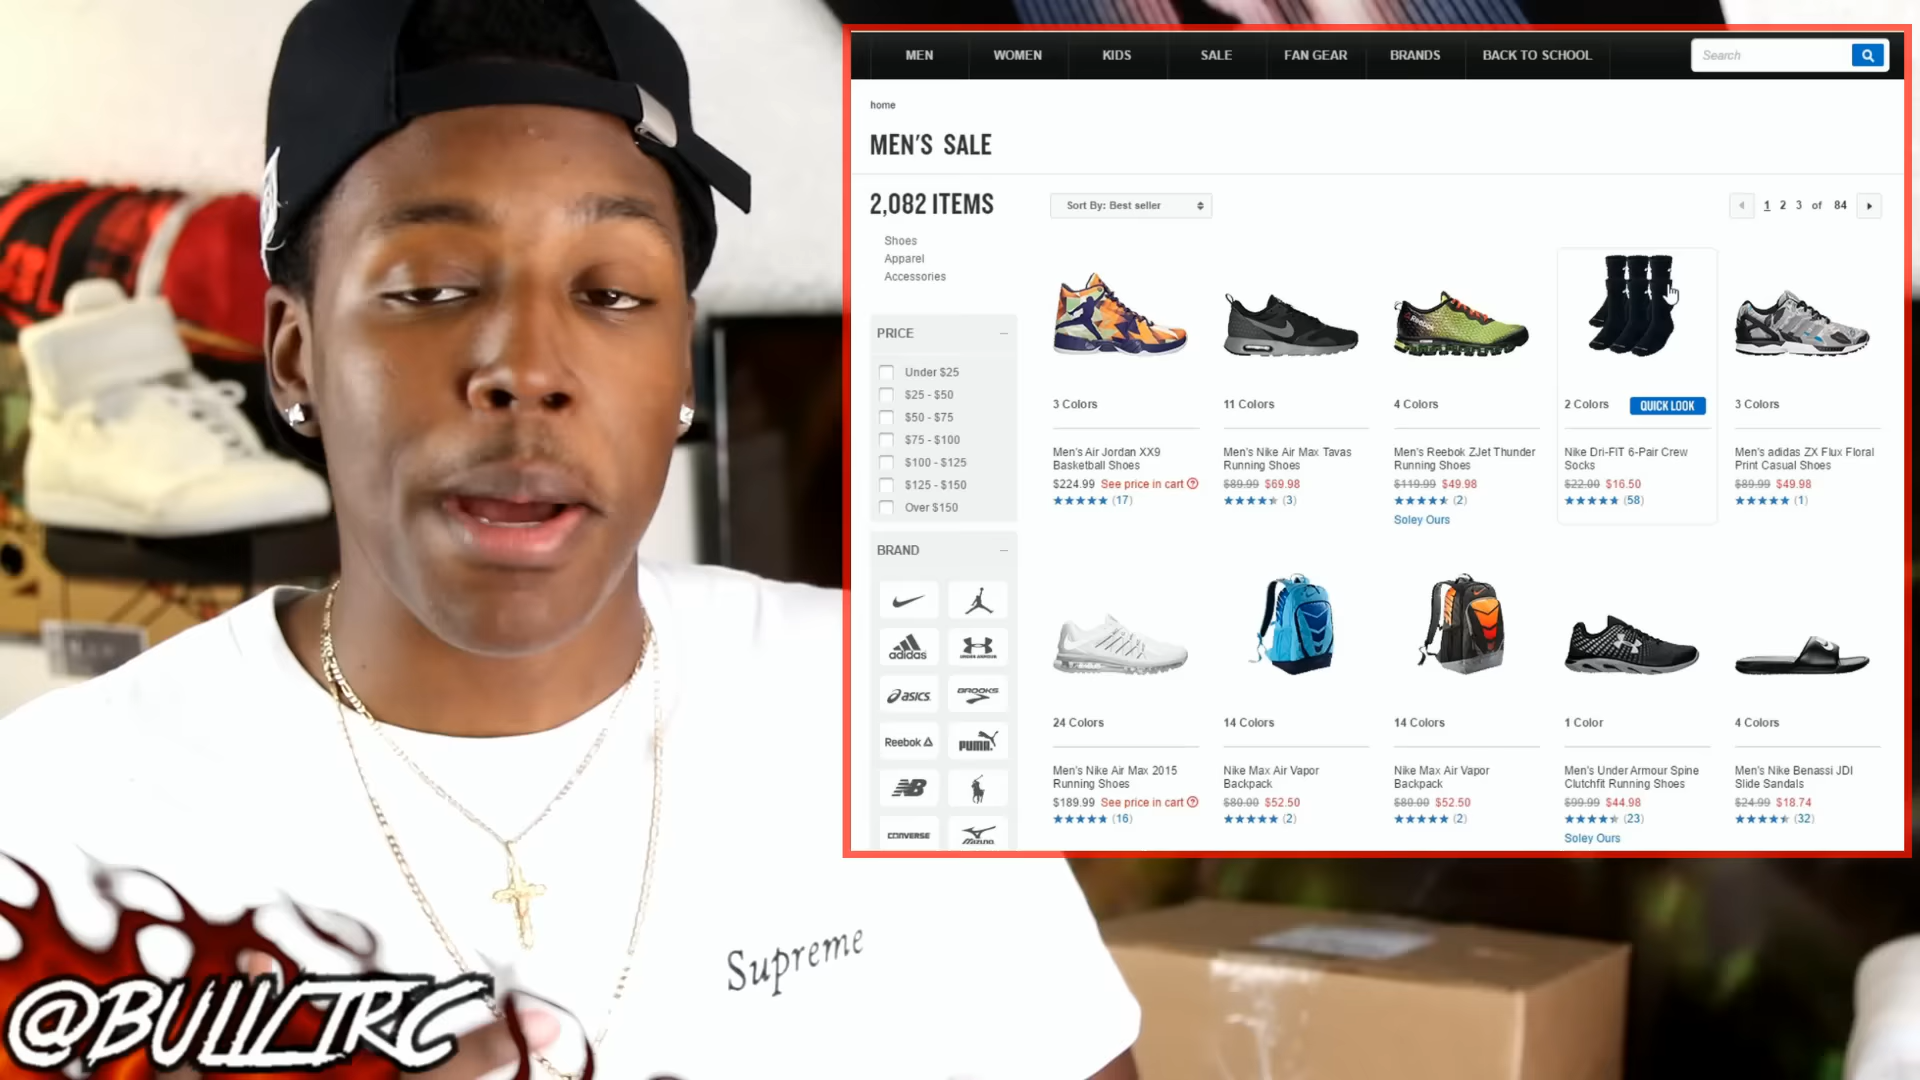 MEN WOMEN KIDS SALE FAN GEAR BRANDS BACK TO SCHOOL Search
home
MEN'S SALE
2,082 ITEMS
Sort By: Best seller
1 2 3 of 84
Shoes
Apparel
Accessories
PRICE
Under $25
$25 - $50
$50 - $75
$75 - $100
$100 - $125
$125 - $150
Over $150
BRAND
adidas
UNDER ARMOUR
asics
BROOKS
Reebok
PUMA
NB
CONVERSE
Mizuno
3 Colors
Men's Air Jordan XX9
Basketball Shoes
$224.99 See price in cart
(17)
11 Colors
Men's Nike Air Max Tavas
Running Shoes
$89.99 $69.98
(3)
4 Colors
Men's Reebok ZJet Thunder
Running Shoes
$119.99 $49.98
(2)
Soley Ours
2 Colors QUICK LOOK
Nike Dri-FIT 6-Pair Crew
Socks
$22.00 $16.50
(58)
3 Colors
Men's adidas ZX Flux Floral
Print Casual Shoes
$89.99 $49.98
(1)
24 Colors
Men's Nike Air Max 2015
Running Shoes
$189.99 See price in cart
(16)
14 Colors
Nike Max Air Vapor
Backpack
$80.00 $52.50
(2)
14 Colors
Nike Max Air Vapor
Backpack
$80.00 $52.50
(2)
1 Color
Men's Under Armour Spine
Clutchfit Running Shoes
$99.99 $44.98
(23)
Soley Ours
4 Colors
Men's Nike Benassi JDI
Slide Sandals
$24.99 $18.74
(32)
Supreme